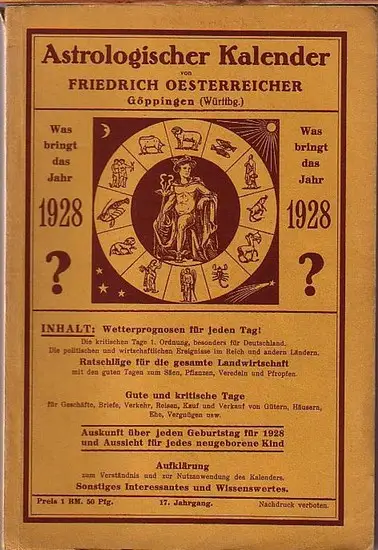 Astrologischer Kalender
von
FRIEDRICH OESTERREICHER
Göppingen (Württbg.)
Was
bringt
das
Jahr
1928
?
Was
bringt
das
Jahr
1928
?
INHALT: Wetterprognosen für jeden Tag!
Die kritischen Tage 1. Ordnung, besonders für Deutschland.
Die politischen und wirtschaftlichen Ereignisse im Reich und andern Ländern.
Ratschläge für die gesamte Landwirtschaft
mit den guten Tagen zum Säen, Pflanzen, Veredeln und Pfropfen.
Gute und kritische Tage
für Geschäfte, Briefe, Verkehr, Reisen, Kauf und Verkauf von Gütern, Häusern,
Ehe, Vergnügen usw.
Auskunft über jeden Geburtstag für 1928
und Aussicht für jedes neugeborene Kind
Aufklärung
zum Verständnis und zur Nutzanwendung des Kalenders.
Sonstiges Interessantes und Wissenswertes.
Preis 1 RM. 50 Pfg. 17. Jahrgang. Nachdruck verboten.